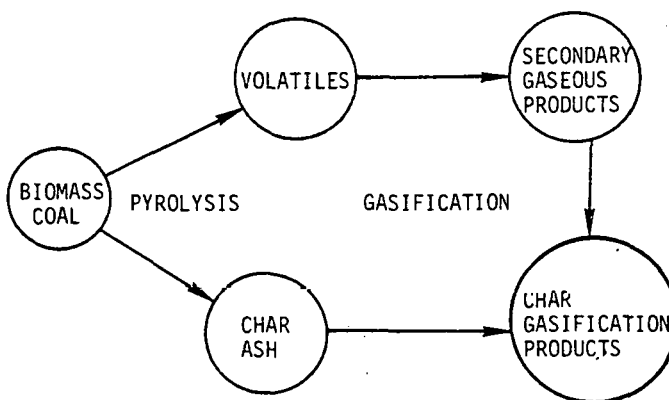 VOLATILES
SECONDARY
GASEOUS
PRODUCTS
BIOMASS
COAL
PYROLYSIS
GASIFICATION
CHAR
ASH
CHAR
GASIFICATION
PRODUCTS